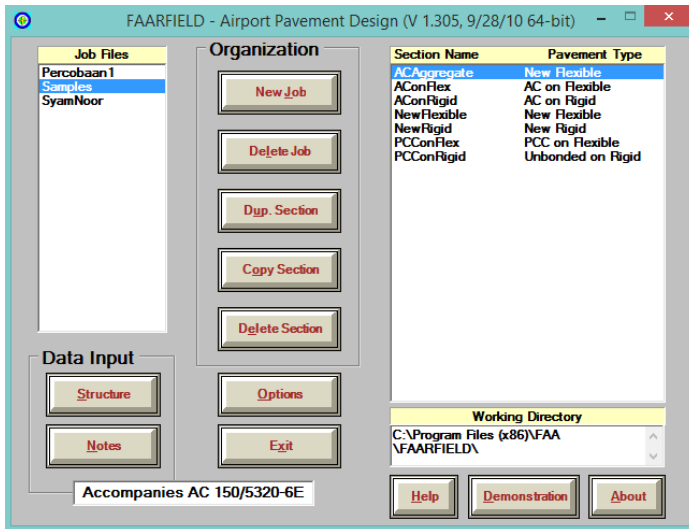 FAARFIELD - Airport Pavement Design (V 1.305, 9/28/10 64-bit)
Job Files
Percobaan1
Samples
SyamNoor
Organization
New Job
Delete Job
Dup. Section
Copy Section
Delete Section
Section Name Pavement Type
ACAggregate New Flexible
AConFlex AC on Flexible
AConRigid AC on Rigid
NewFlexible New Flexible
NewRigid New Rigid
PCConFlex PCC on Flexible
PCConRigid Unbonded on Rigid
Data Input
Structure
Notes
Options
Exit
Working Directory
C:\Program Files (x86)\FAA
\FAARFIELD\
Accompanies AC 150/5320-6E
Help
Demonstration
About